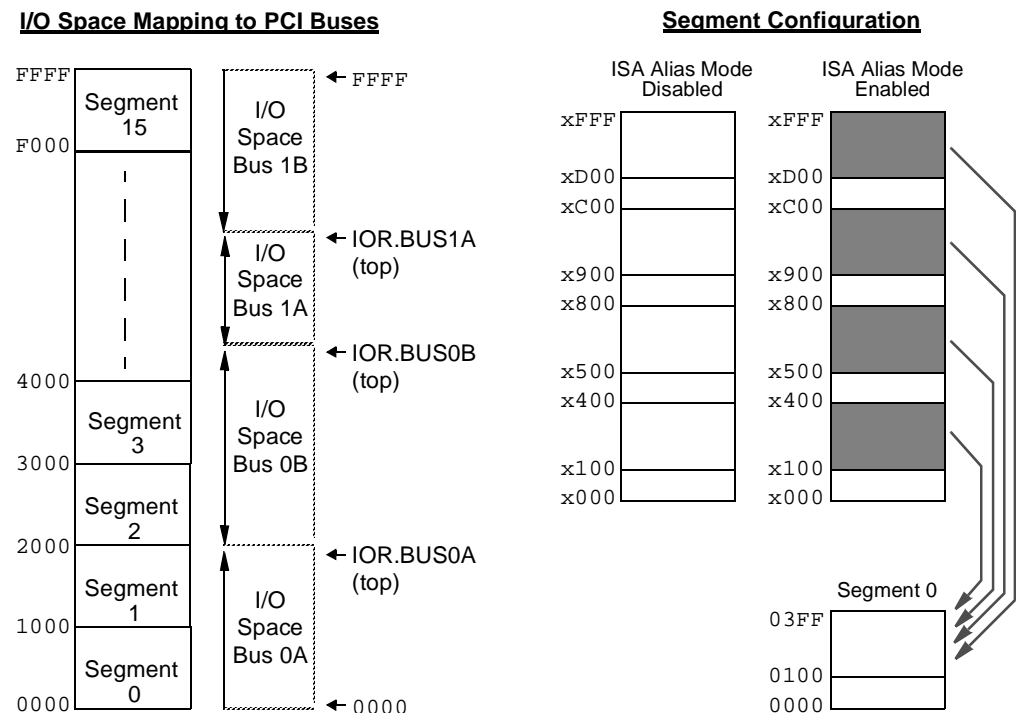 I/O Space Mapping to PCI Buses
FFFF
Segment
15
F000
4000
Segment
3
3000
Segment
2
2000
Segment
1
1000
Segment
0
0000
I/O
Space
Bus 1B
I/O
Space
Bus 1A
I/O
Space
Bus 0B
I/O
Space
Bus 0A
FFFF
IOR.BUS1A
(top)
IOR.BUS0B
(top)
IOR.BUS0A
(top)
0000
Segment Configuration
ISA Alias Mode
Disabled
xFFF
xD00
xC00
x900
x800
x500
x400
x100
x000
ISA Alias Mode
Enabled
xFFF
xD00
xC00
x900
x800
x500
x400
x100
x000
Segment 0
03FF
0100
0000